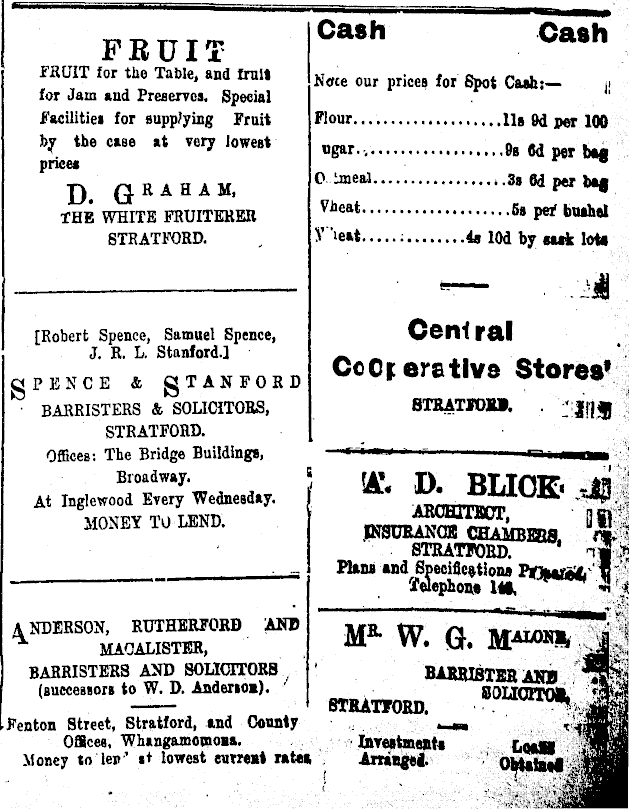 FRUIT
FRUIT for the Table, and fruit
for Jam and Preserves. Special
Facilities for supplying Fruit
by the case at very lowest
prices
D. GRAHAM,
THE WHITE FRUITERER
STRATFORD.
[Robert Spence, Samuel Spence,
J. R. L. Stanford.]
SPENCE & STANFORD
BARRISTERS & SOLICITORS,
STRATFORD.
Offices: The Bridge Buildings,
Broadway.
At Inglewood Every Wednesday.
MONEY TO LEND.
ANDERSON, RUTHERFORD AND
MACALISTER,
BARRISTERS AND SOLICITORS
(successors to W. D. Anderson).
Fenton Street, Stratford, and County
Offices, Whangamomona.
Money to len' at lowest current rates
Cash Cash
Note our prices for Spot Cash:—
Flour....................11s 9d per 100
ugar....................9s 6d per bag
O tmeal..................3s 6d per bag
Wheat....................5s per bushel
W'eat..............4s 10d by sack lots
Central
CoOperative Stores'
STRATFORD.
A. D. BLICK
ARCHITECT,
INSURANCE CHAMBERS,
STRATFORD.
Plans and Specifications Prepared,
Telephone
MR. W. G. MALONE,
BARRISTER AND
SOLICITOR,
STRATFORD.
Investments Loans
Arranged. Obtained